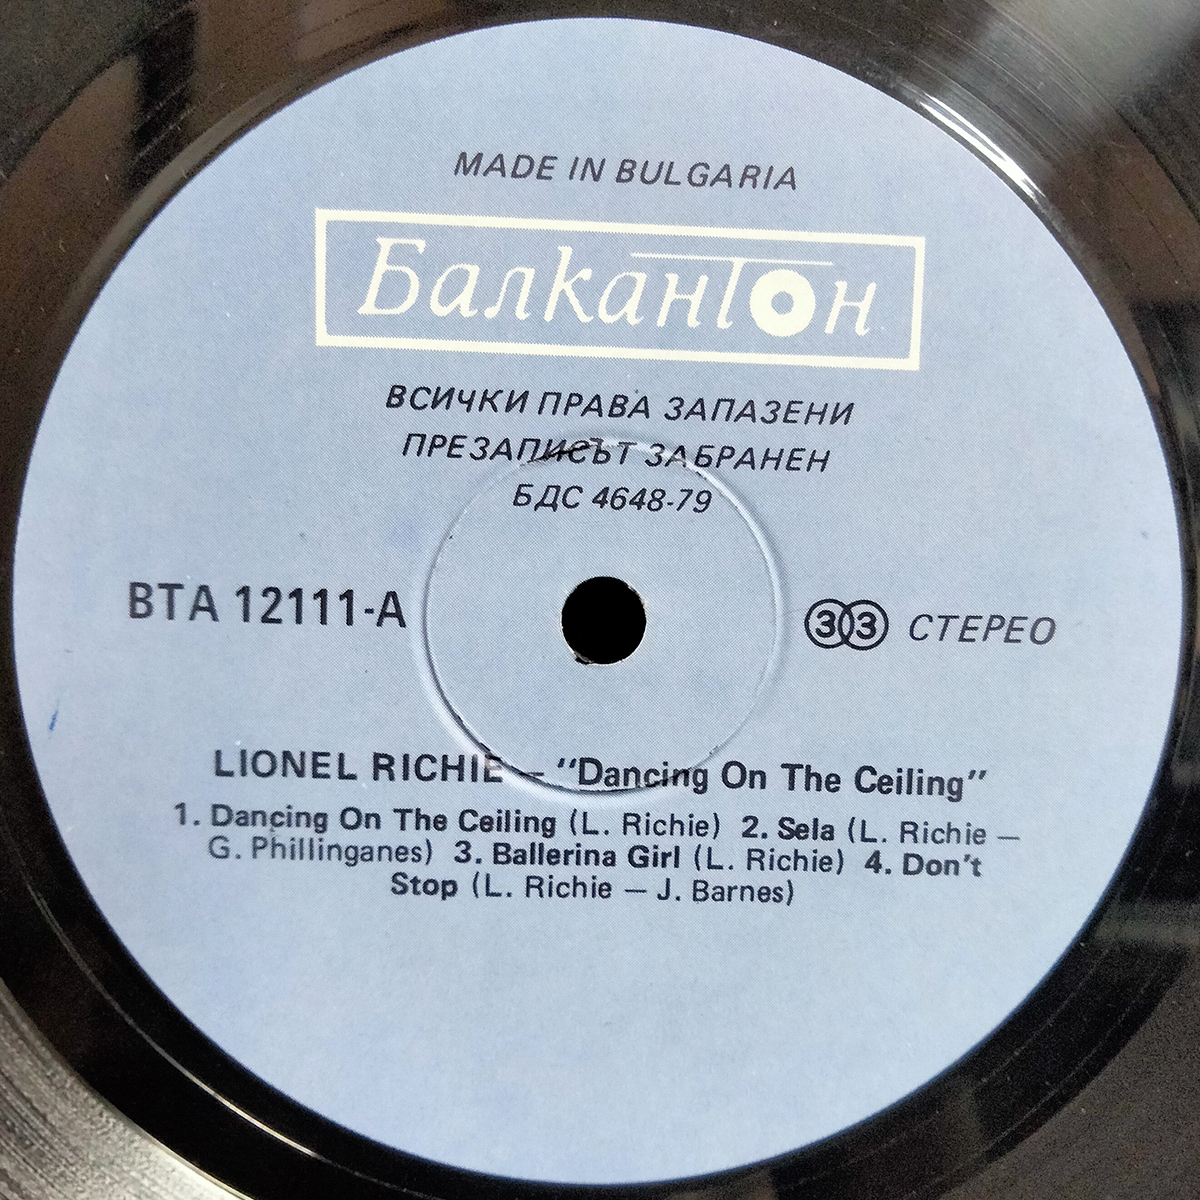 MADE IN BULGARIA
Балкантон
ВСИЧКИ ПРАВА ЗАПАЗЕНИ
ПРЕЗАПИСЪТ ЗАБРАНЕН
БДС 4648-79
ВТА 12111-А
33 СТЕРЕО
LIONEL RICHIE — "Dancing On The Ceiling"
1. Dancing On The Ceiling (L. Richie) 2. Sela (L. Richie —
G. Phillinganes) 3. Ballerina Girl (L. Richie) 4. Don't
Stop (L. Richie — J. Barnes)